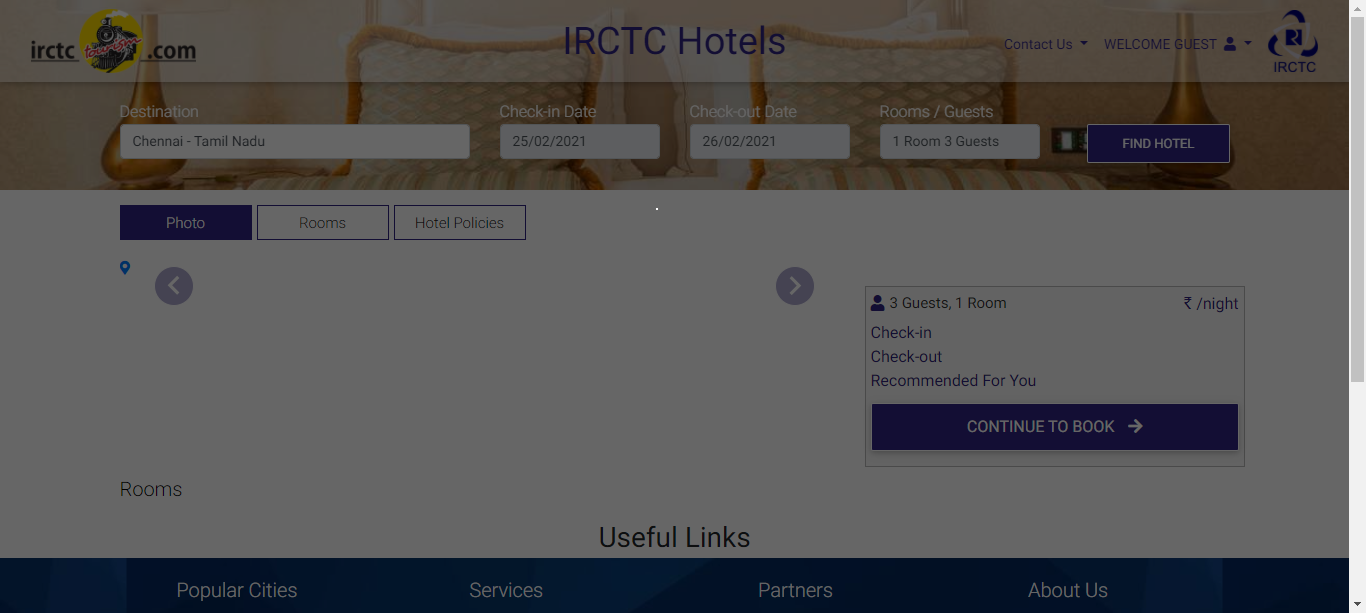 irctc tourism .com
IRCTC Hotels
Contact Us
WELCOME GUEST
IRCTC
Destination
Check-in Date
Check-out Date
Rooms / Guests
Chennai - Tamil Nadu
25/02/2021
26/02/2021
1 Room 3 Guests
FIND HOTEL
Photo
Rooms
Hotel Policies
3 Guests, 1 Room
₹ /night
Check-in
Check-out
Recommended For You
CONTINUE TO BOOK
Rooms
Useful Links
Popular Cities
Services
Partners
About Us